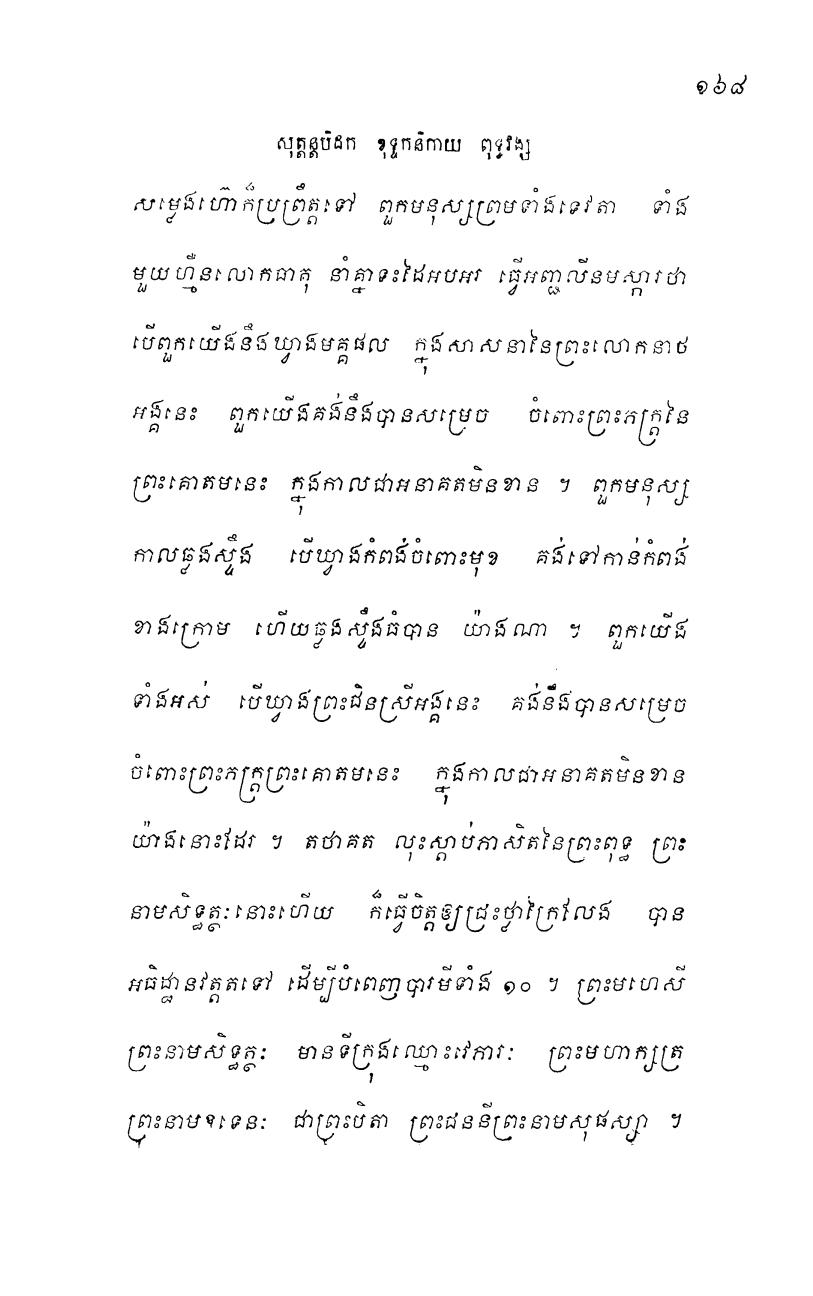 ១៦៨
សុត្តន្តបិដក ខុទ្ទកនិកាយ ពុទ្ធវង្ស
សម្លេងហ៊ោក៏ប្រព្រឹត្តទៅ ពួកមនុស្សព្រមទាំងទេវតា ទាំង
មួយហ្មឺនលោកធាតុ នាំគ្នាទះដៃអបអរ ធ្វើអញ្ជលីនមស្ការថា
បើពួកយើងនឹងឃ្វាងមគ្គផល ក្នុងសាសនានៃព្រះលោកនាថ
អង្គនេះ ពួកយើងគង់នឹងបានសម្រេច ចំពោះព្រះភក្ត្រនៃ
ព្រះគោតមនេះ ក្នុងកាលជាអនាគតមិនខាន ។ ពួកមនុស្ស
កាលឆ្លងស្ទឹង បើឃ្វាងកំពង់ចំពោះមុខ គង់ទៅកាន់កំពង់
ខាងក្រោម ហើយឆ្លងស្ទឹងធំបាន យ៉ាងណា ។ ពួកយើង
ទាំងអស់ បើឃ្វាងព្រះជិនស្រីអង្គនេះ គង់នឹងបានសម្រេច
ចំពោះព្រះភក្ត្រព្រះគោតមនេះ ក្នុងកាលជាអនាគតមិនខាន
យ៉ាងនោះដែរ ។ តថាគត លុះស្តាប់ភាសិតនៃព្រះពុទ្ធ ព្រះ
នាមសិទ្ធត្ថៈនោះហើយ ក៏ធ្វើចិត្តឱ្យជ្រះថ្លាក្រៃលែង បាន
អធិដ្ឋានវត្តតទៅ ដើម្បីបំពេញបារមីទាំង ១០ ។ ព្រះមហេសី
ព្រះនាមសិទ្ធត្ថៈ មានទីក្រុងឈ្មោះវេភារៈ ព្រះមហាក្សត្រ
ព្រះនាមឧទេនៈ ជាព្រះបិតា ព្រះជននីព្រះនាមសុផស្សា ។